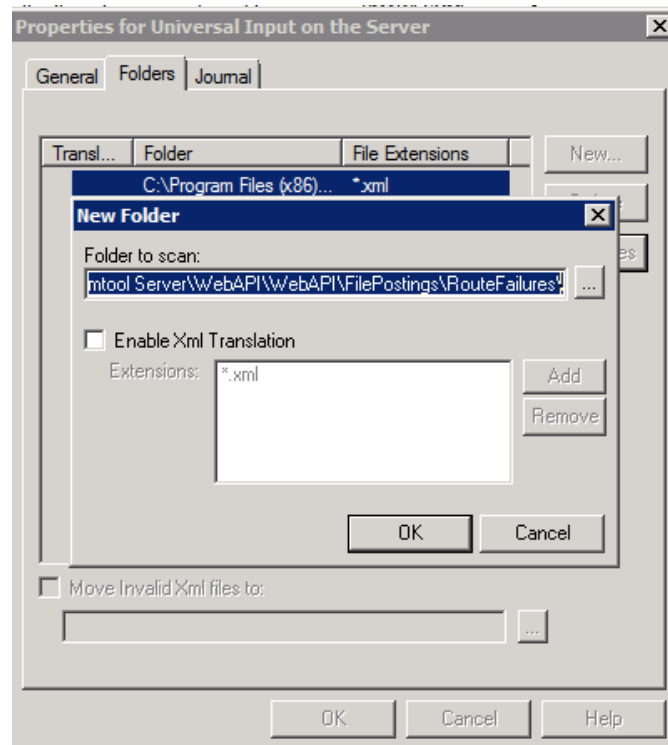 Properties for Universal Input on the Server
General Folders Journal
Transl... Folder File Extensions New...
C:\Program Files (x86)... *.xml
New Folder
Folder to scan:
mtool Server\WebAPI\WebAPI\FilePostings\RouteFailures\ ...
es
Enable Xml Translation
Extensions: *.xml Add
Remove
OK Cancel
Move Invalid Xml files to:
...
OK Cancel Help